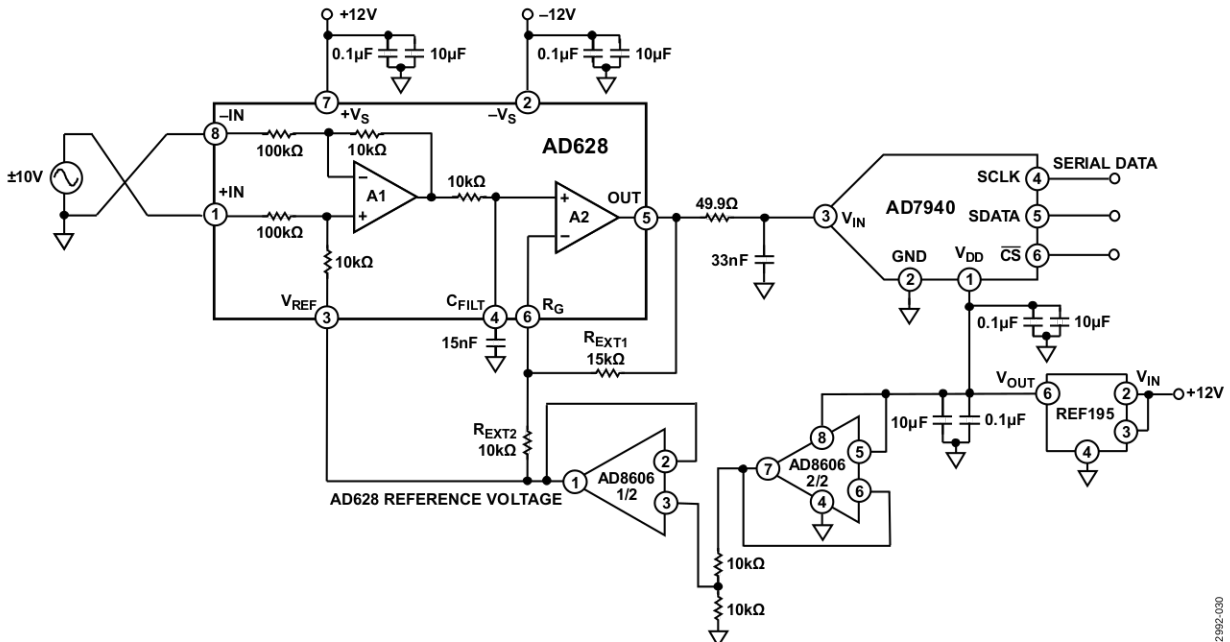 +12V
–12V
0.1µF
10µF
0.1µF
10µF
7
2
–IN
+VS
–VS
8
100kΩ
10kΩ
AD628
±10V
A1
+IN
1
100kΩ
10kΩ
10kΩ
A2
OUT
5
49.9Ω
33nF
VREF
3
CFILT
4
RG
6
15nF
REXT1
15kΩ
REXT2
10kΩ
3
VIN
AD7940
SCLK
4
SERIAL DATA
SDATA
5
CS
6
GND
2
VDD
1
0.1µF
10µF
VOUT
6
VIN
2
+12V
REF195
3
4
10µF
0.1µF
8
5
7
AD8606
2/2
6
4
2
AD8606
1/2
1
3
AD628 REFERENCE VOLTAGE
10kΩ
10kΩ
– + + –
2992-030